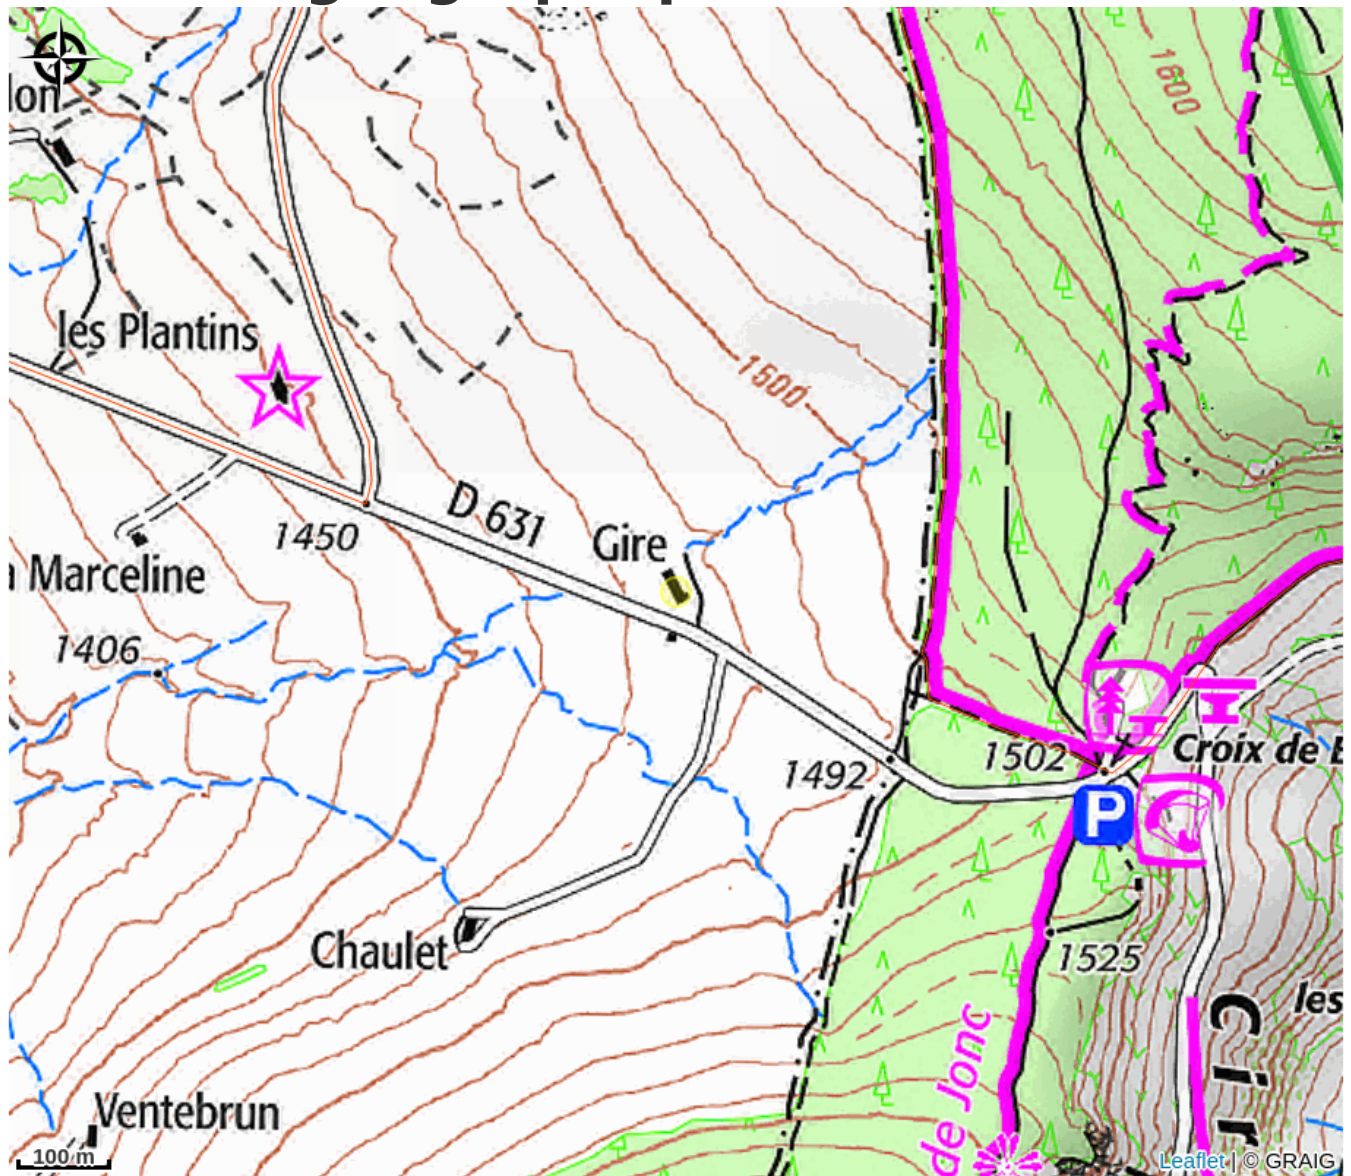 1600
lon
les Plantins
1500
D 631
1450
Gire
a Marceline
1406
1502
Croix de B
1492
P
Chaulet
1525
les
Cir
de Jonc
Ventebrun
100 m
Leaflet | © GRAIG